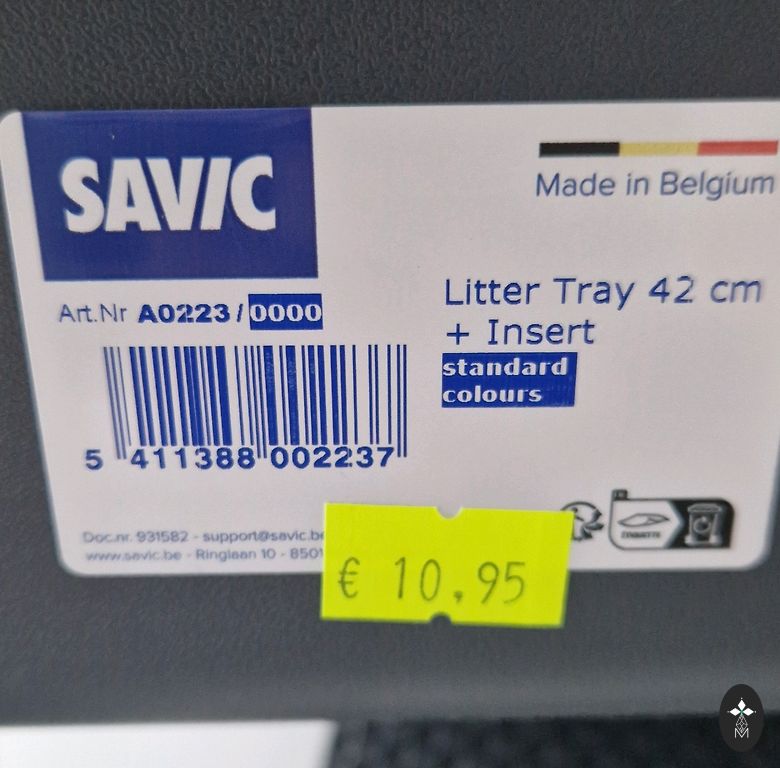 SAVIC
Made in Belgium
Art.Nr A0223/0000
Litter Tray 42 cm
+ Insert
standard
colours
5 411388 002237
Doc.nr. 931582 - support@savic.be
www.savic.be - Ringlaan 10 - 8501
€ 10.95
M